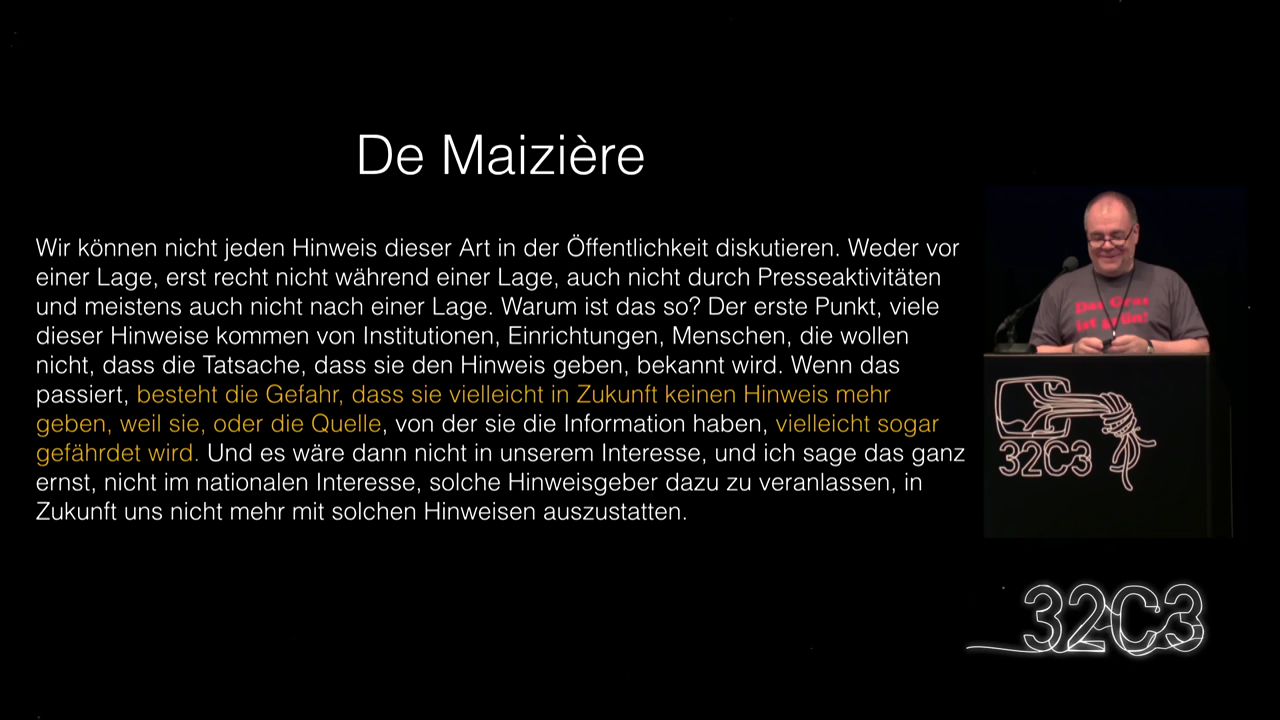 De Maizière
Wir können nicht jeden Hinweis dieser Art in der Öffentlichkeit diskutieren. Weder vor
einer Lage, erst recht nicht während einer Lage, auch nicht durch Presseaktivitäten
und meistens auch nicht nach einer Lage. Warum ist das so? Der erste Punkt, viele
dieser Hinweise kommen von Institutionen, Einrichtungen, Menschen, die wollen
nicht, dass die Tatsache, dass sie den Hinweis geben, bekannt wird. Wenn das
passiert, besteht die Gefahr, dass sie vielleicht in Zukunft keinen Hinweis mehr
geben, weil sie, oder die Quelle, von der sie die Information haben, vielleicht sogar
gefährdet wird. Und es wäre dann nicht in unserem Interesse, und ich sage das ganz
ernst, nicht im nationalen Interesse, solche Hinweisgeber dazu zu veranlassen, in
Zukunft uns nicht mehr mit solchen Hinweisen auszustatten.
Das Gras
ist grün!
32C3
32C3